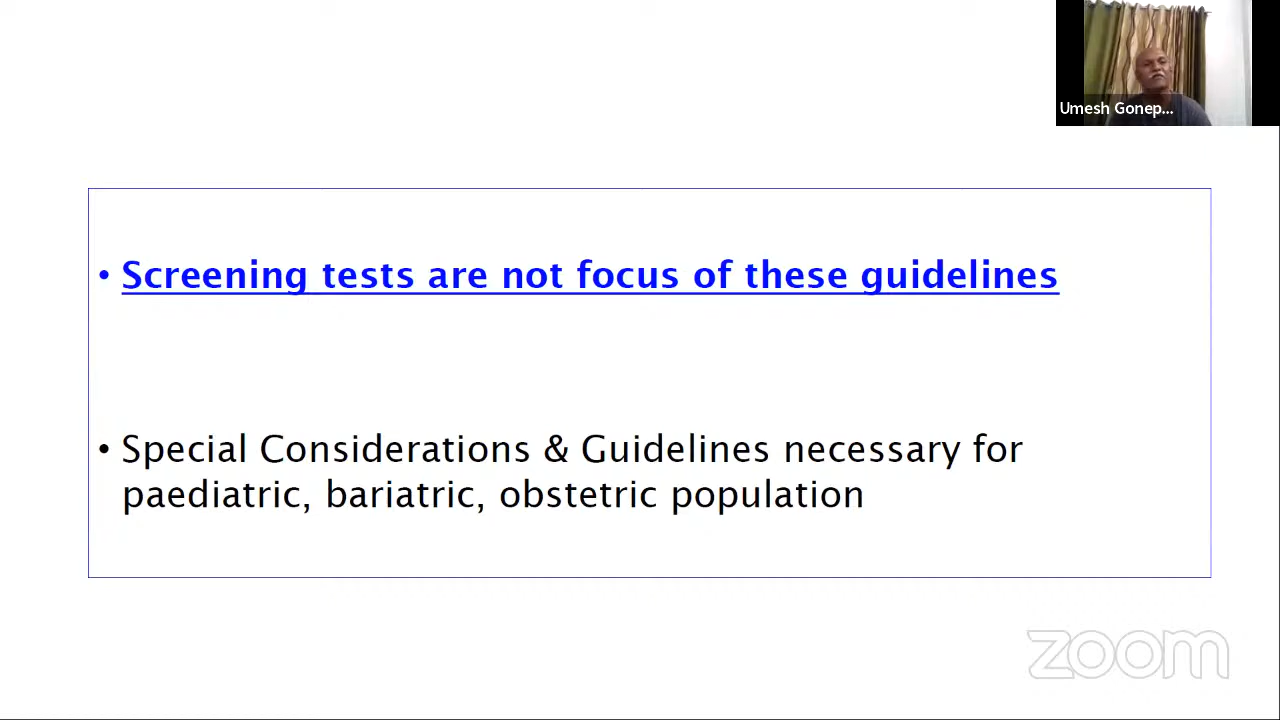 Umesh Gonep...
• Screening tests are not focus of these guidelines
• Special Considerations & Guidelines necessary for
paediatric, bariatric, obstetric population
zoom